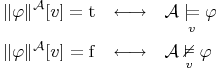 ‖φ‖^𝒜[v] = t ⟷ 𝒜 ⊨_v φ
‖φ‖^𝒜[v] = f ⟷ 𝒜 ⊭_v φ